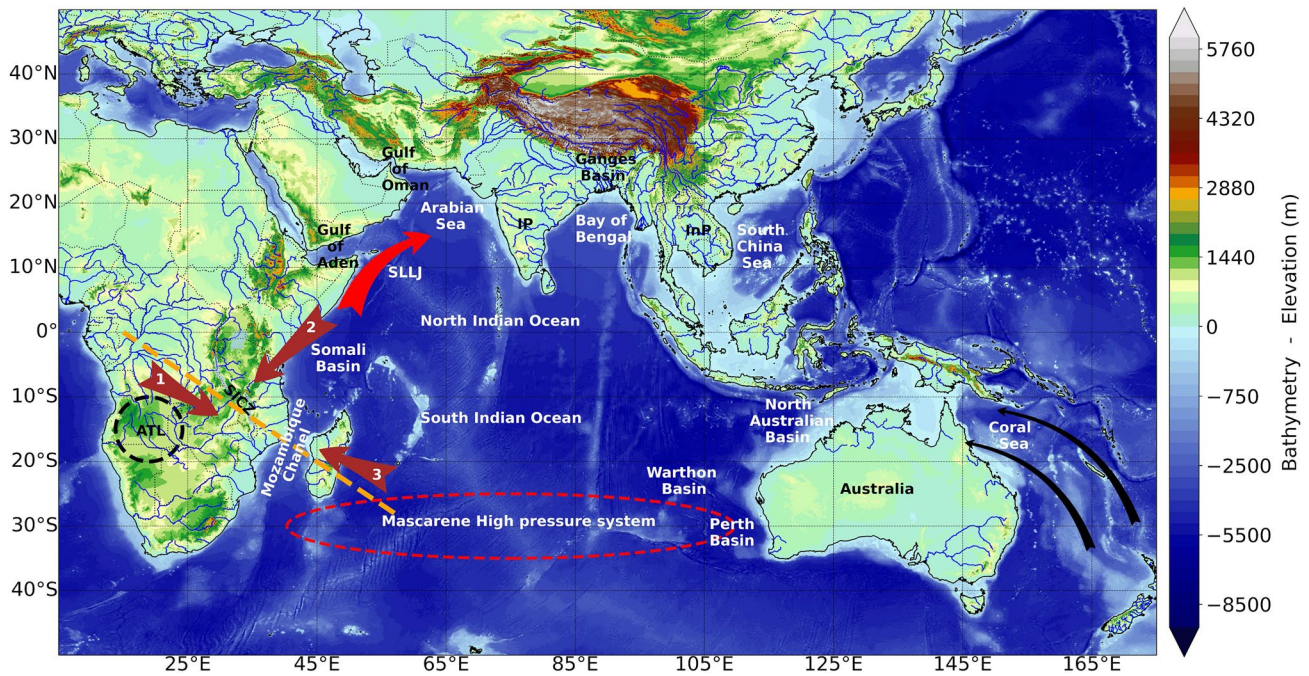 40°N
30°N
20°N
10°N
0°
10°S
20°S
30°S
40°S
25°E
45°E
65°E
85°E
105°E
125°E
145°E
165°E
Gulf
of
Oman
Ganges
Basin
Arabian
Sea
IP
Bay of
Bengal
InP
South
China
Sea
Gulf
of
Aden
SLLJ
2
North Indian Ocean
Somali
Basin
1
SICZ
ATL
Mozambique
Chanel
South Indian Ocean
North
Australian
Basin
Coral
Sea
3
Warthon
Basin
Australia
Mascarene High pressure system
Perth
Basin
5760
4320
2880
1440
0
−750
−2500
−5500
−8500
Bathymetry - Elevation (m)